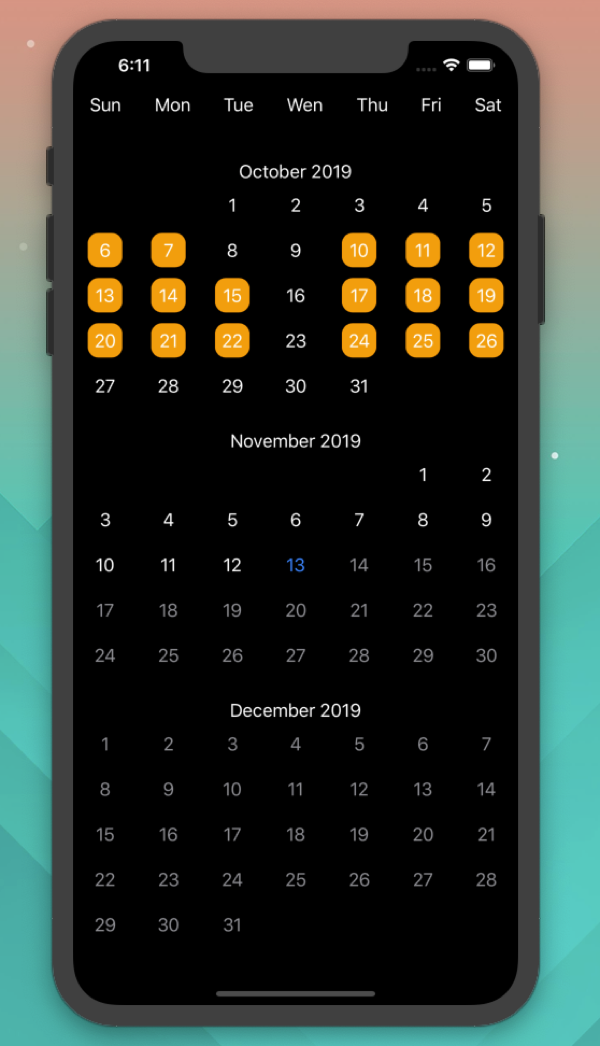 6:11
Sun Mon Tue Wen Thu Fri Sat
October 2019
1 2 3 4 5
6 7 8 9 10 11 12
13 14 15 16 17 18 19
20 21 22 23 24 25 26
27 28 29 30 31
November 2019
1 2
3 4 5 6 7 8 9
10 11 12 13 14 15 16
17 18 19 20 21 22 23
24 25 26 27 28 29 30
December 2019
1 2 3 4 5 6 7
8 9 10 11 12 13 14
15 16 17 18 19 20 21
22 23 24 25 26 27 28
29 30 31